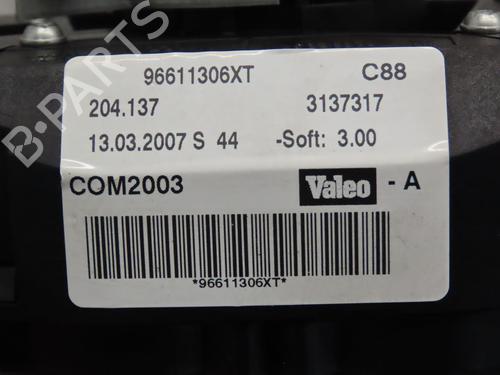 96611306XT C88
204.137 3137317
13.03.2007 S 44 -Soft: 3.00
COM2003 Valeo - A
*96611306XT*
B-PARTS